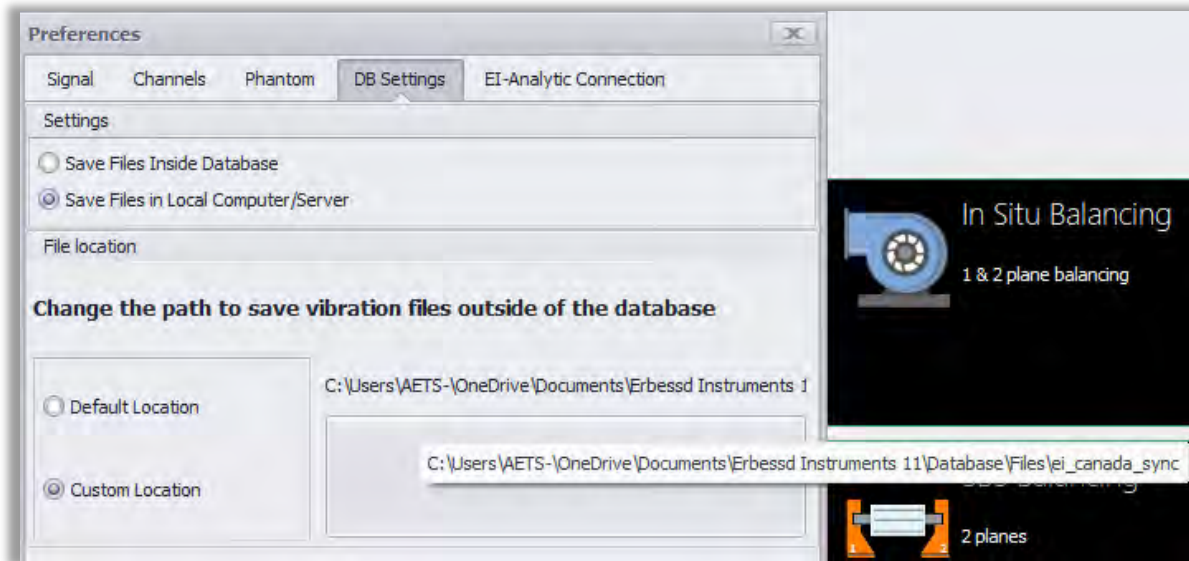 Preferences
Signal Channels Phantom DB Settings EI-Analytic Connection
Settings
Save Files Inside Database
Save Files in Local Computer/Server
File location
Change the path to save vibration files outside of the database
C:\Users\AETS-\OneDrive\Documents\Erbessd Instruments 1
Default Location
C:\Users\AETS-\OneDrive\Documents\Erbessd Instruments 11\Database\Files\ei_canada_sync
Custom Location
In Situ Balancing
1 & 2 plane balancing
Balancing
2 planes
1 2